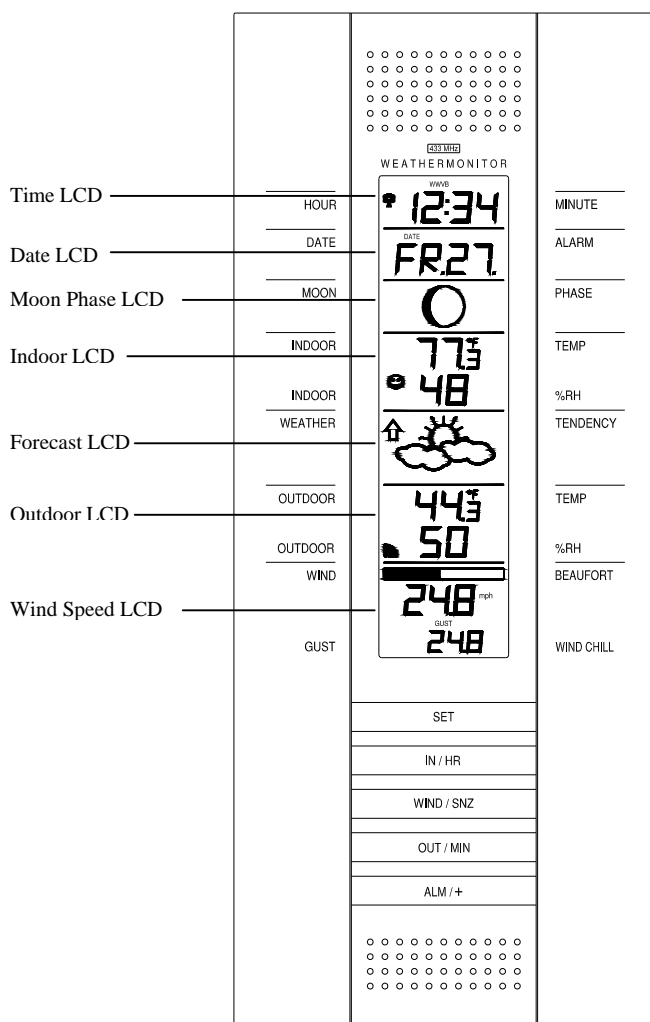 433 MHz
WEATHERMONITOR
WWVB
Time LCD
12:34
HOUR
MINUTE
DATE
DATE
ALARM
Date LCD
FR.27.
Moon Phase LCD
MOON
PHASE
INDOOR
77.3 °F
TEMP
Indoor LCD
INDOOR
48
%RH
WEATHER
TENDENCY
Forecast LCD
OUTDOOR
44.3 °F
TEMP
Outdoor LCD
OUTDOOR
50
%RH
WIND
BEAUFORT
Wind Speed LCD
24.8 mph
GUST
GUST
24.8
WIND CHILL
SET
IN / HR
WIND / SNZ
OUT / MIN
ALM / +